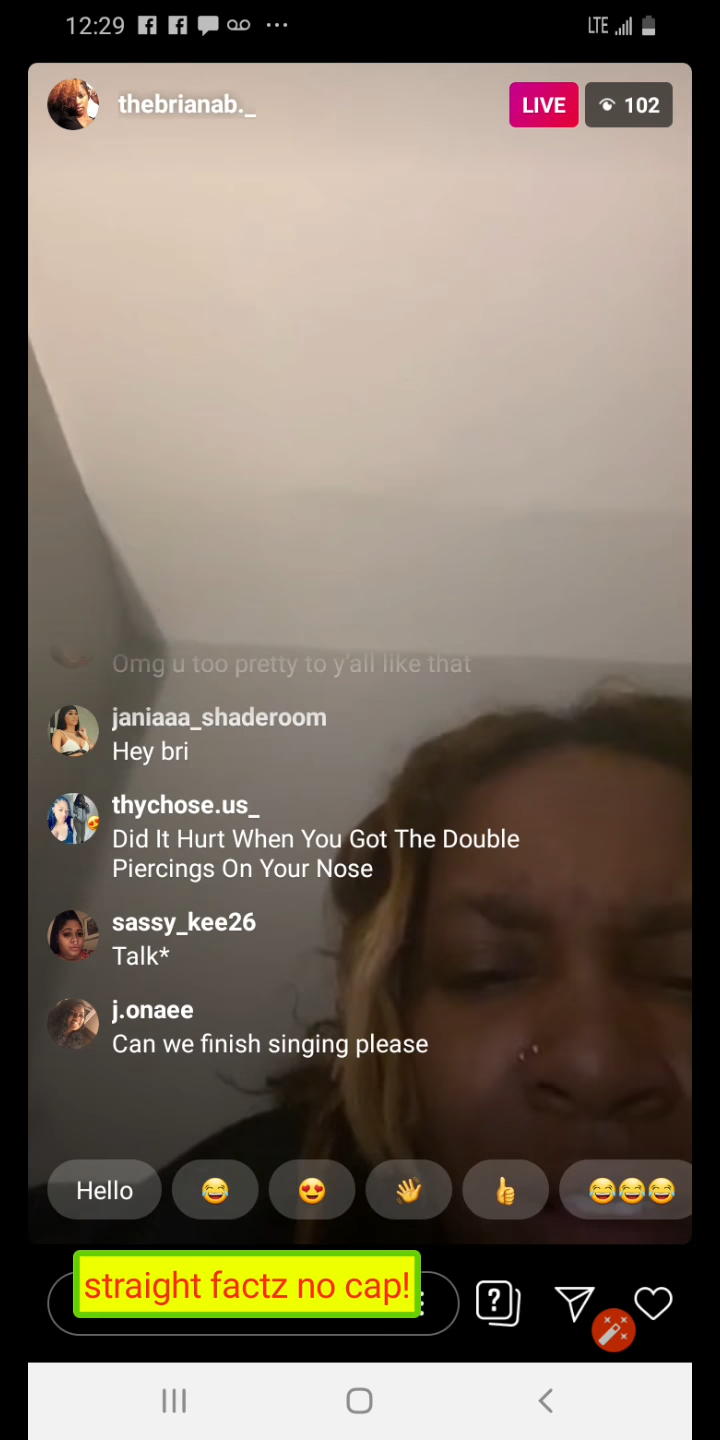 12:29
LTE
thebrianab._
LIVE
102
Omg u too pretty to y'all like that
janiaaa_shaderoom
Hey bri
thychose.us_
Did It Hurt When You Got The Double
Piercings On Your Nose
sassy_kee26
Talk*
j.onaee
Can we finish singing please
Hello
straight factz no cap!